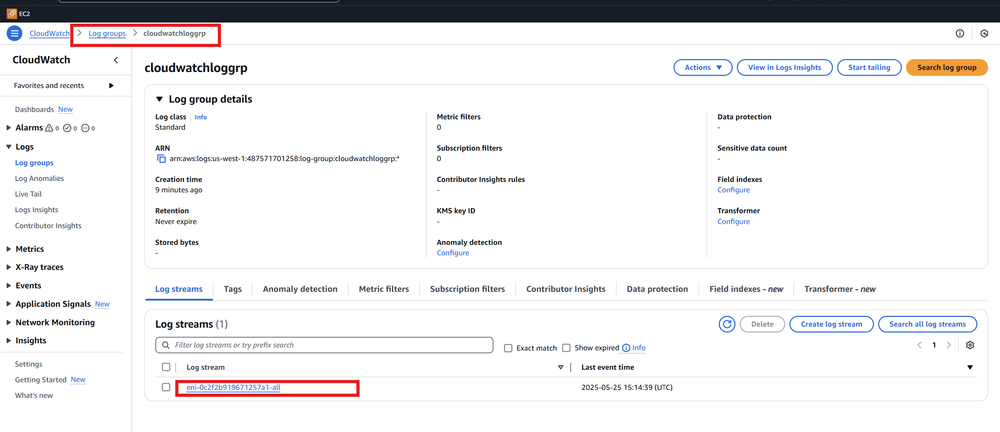 EC2
CloudWatch > Log groups > cloudwatchloggrp
CloudWatch
Favorites and recents
Dashboards New
Alarms 0 0 0
Logs
Log groups
Log Anomalies
Live Tail
Logs Insights
Contributor Insights
Metrics
X-Ray traces
Events
Application Signals New
Network Monitoring
Insights
Settings
Getting Started New
What's new
cloudwatchloggrp
Actions
View in Logs Insights
Start tailing
Search log group
Log group details
Log class Info
Standard
ARN
arn:aws:logs:us-west-1:487571701258:log-group:cloudwatchloggrp:*
Creation time
9 minutes ago
Retention
Never expire
Stored bytes
-
Metric filters
0
Subscription filters
0
Contributor Insights rules
-
KMS key ID
-
Anomaly detection
Configure
Data protection
-
Sensitive data count
-
Field indexes
Configure
Transformer
Configure
Log streams
Tags
Anomaly detection
Metric filters
Subscription filters
Contributor Insights
Data protection
Field indexes - new
Transformer - new
Log streams (1)
Delete
Create log stream
Search all log streams
Filter log streams or try prefix search
Exact match
Show expired Info
1
Log stream
Last event time
eni-0c2f2b919671257a1-all
2025-05-25 15:14:39 (UTC)